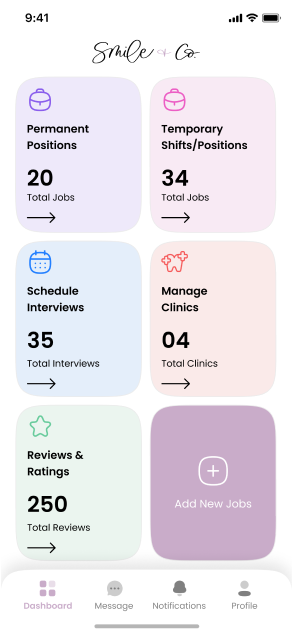 9:41
Smile + Co.
Permanent
Positions
20
Total Jobs
Temporary
Shifts/Positions
34
Total Jobs
Schedule
Interviews
35
Total Interviews
Manage
Clinics
04
Total Clinics
Reviews &
Ratings
250
Total Reviews
Add New Jobs
Dashboard
Message
Notifications
Profile